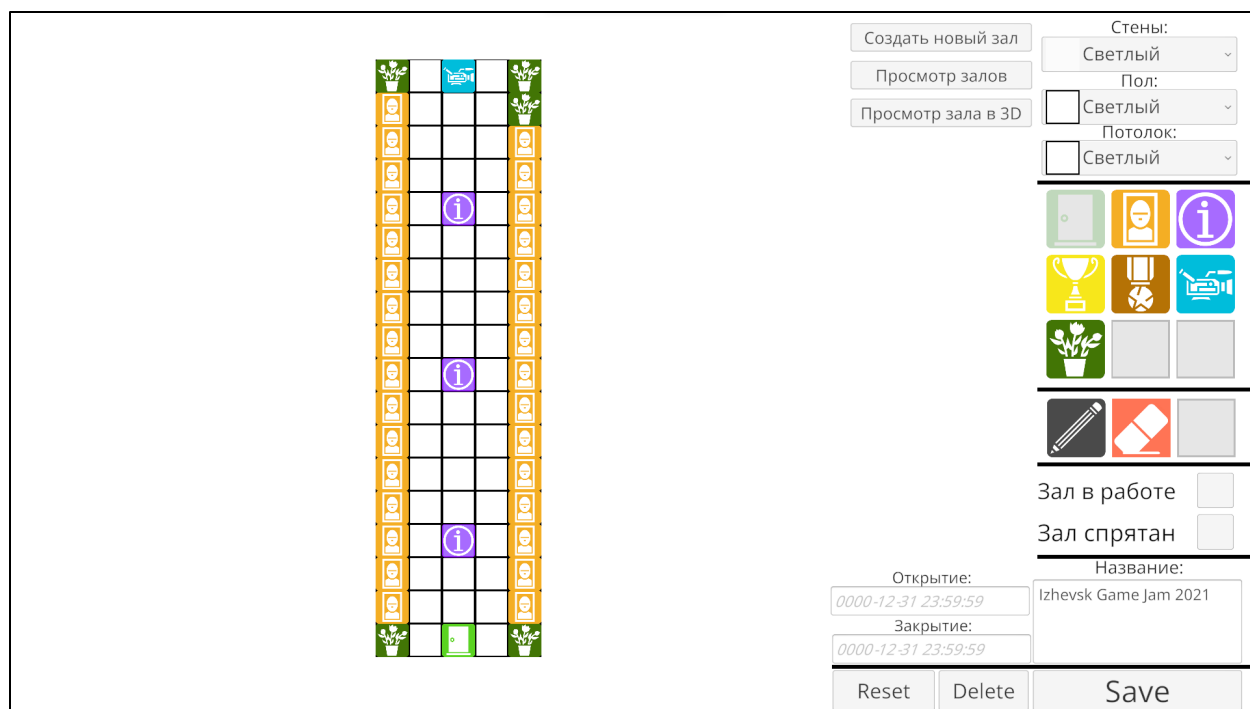 Создать новый зал
Просмотр залов
Просмотр зала в 3D
Стены:
Светлый
Пол:
Светлый
Потолок:
Светлый
Зал в работе
Зал спрятан
Открытие:
0000-12-31 23:59:59
Закрытие:
0000-12-31 23:59:59
Название:
Izhevsk Game Jam 2021
Reset
Delete
Save